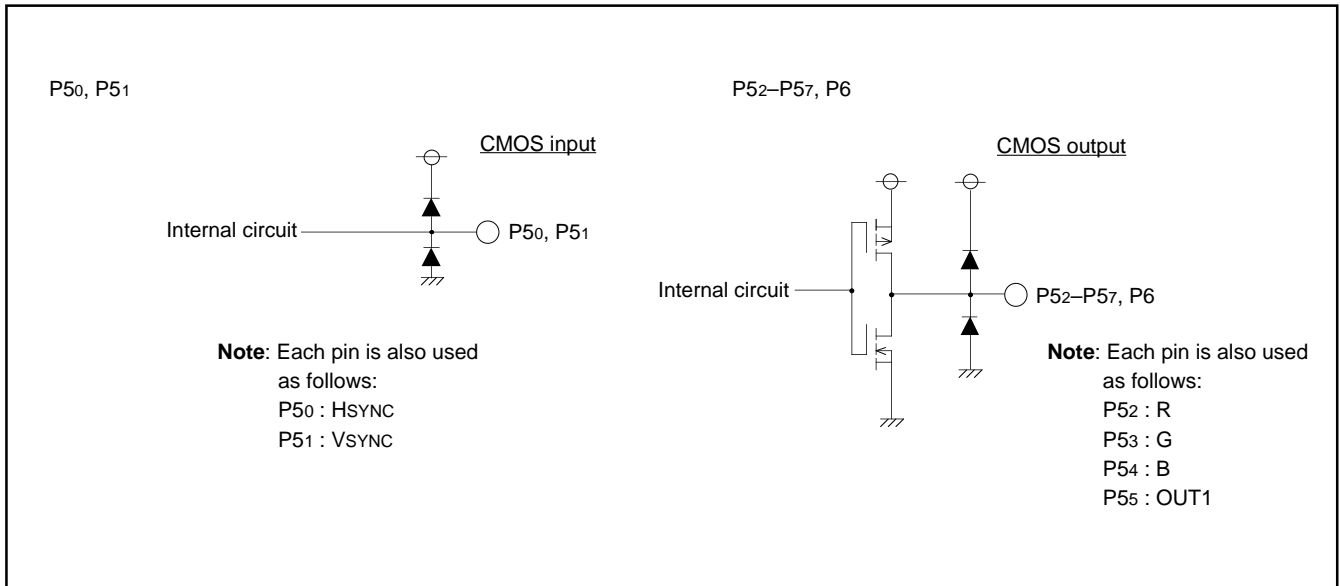 P50, P51
CMOS input
Internal circuit
P50, P51
Note: Each pin is also used
as follows:
P50 : HSYNC
P51 : VSYNC
P52–P57, P6
CMOS output
Internal circuit
P52–P57, P6
Note: Each pin is also used
as follows:
P52 : R
P53 : G
P54 : B
P55 : OUT1